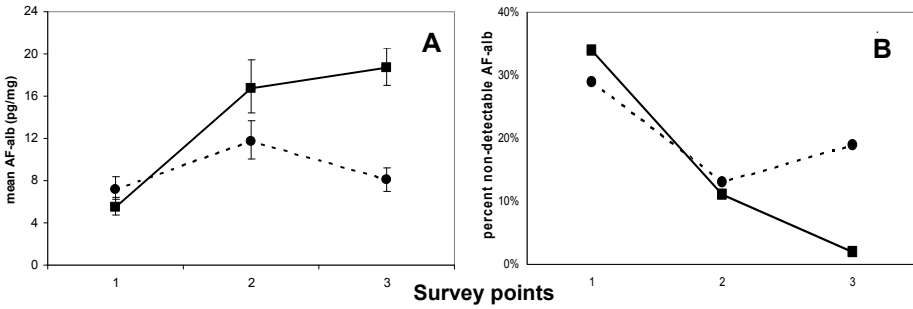 24
20
16
12
8
4
0
mean AF-alb (pg/mg)
A
1 2 3
40%
30%
20%
10%
0%
percent non-detectable AF-alb
B
1 2 3
Survey points